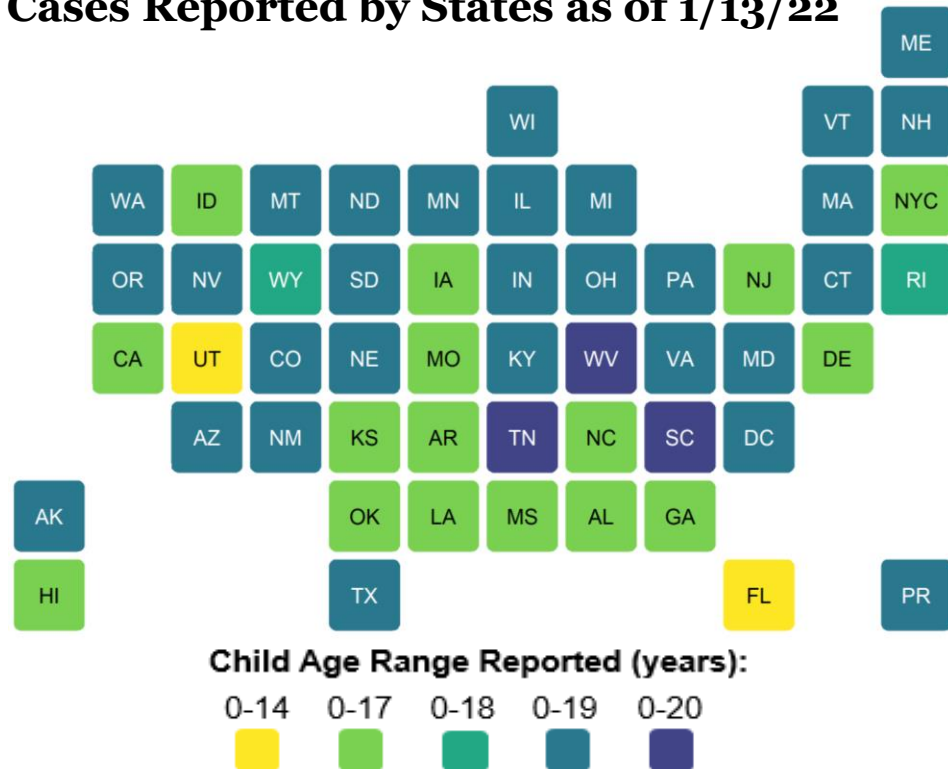 Cases Reported by States as of 1/13/22
ME
WI VT NH
WA ID MT ND MN IL MI MA NYC
OR NV WY SD IA IN OH PA NJ CT RI
CA UT CO NE MO KY WV VA MD DE
AZ NM KS AR TN NC SC DC
AK OK LA MS AL GA
HI TX FL PR
Child Age Range Reported (years):
0-14 0-17 0-18 0-19 0-20